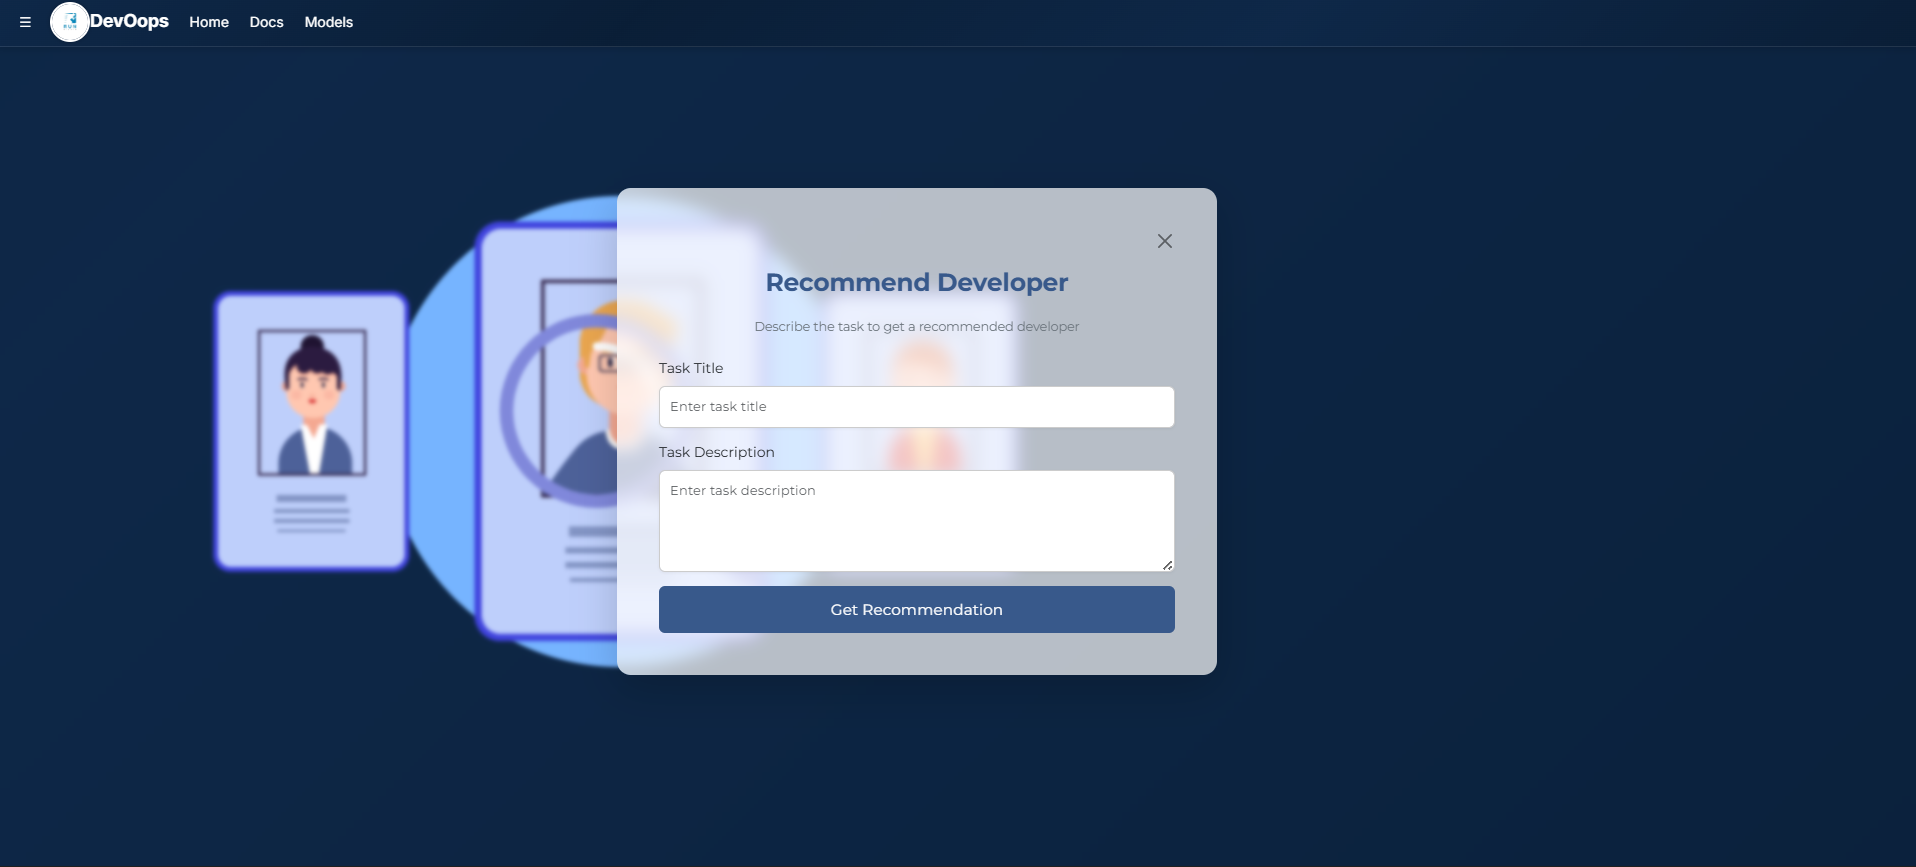 ☰ DevOops Home Docs Models
Recommend Developer
Describe the task to get a recommended developer
Task Title
Enter task title
Task Description
Enter task description
Get Recommendation